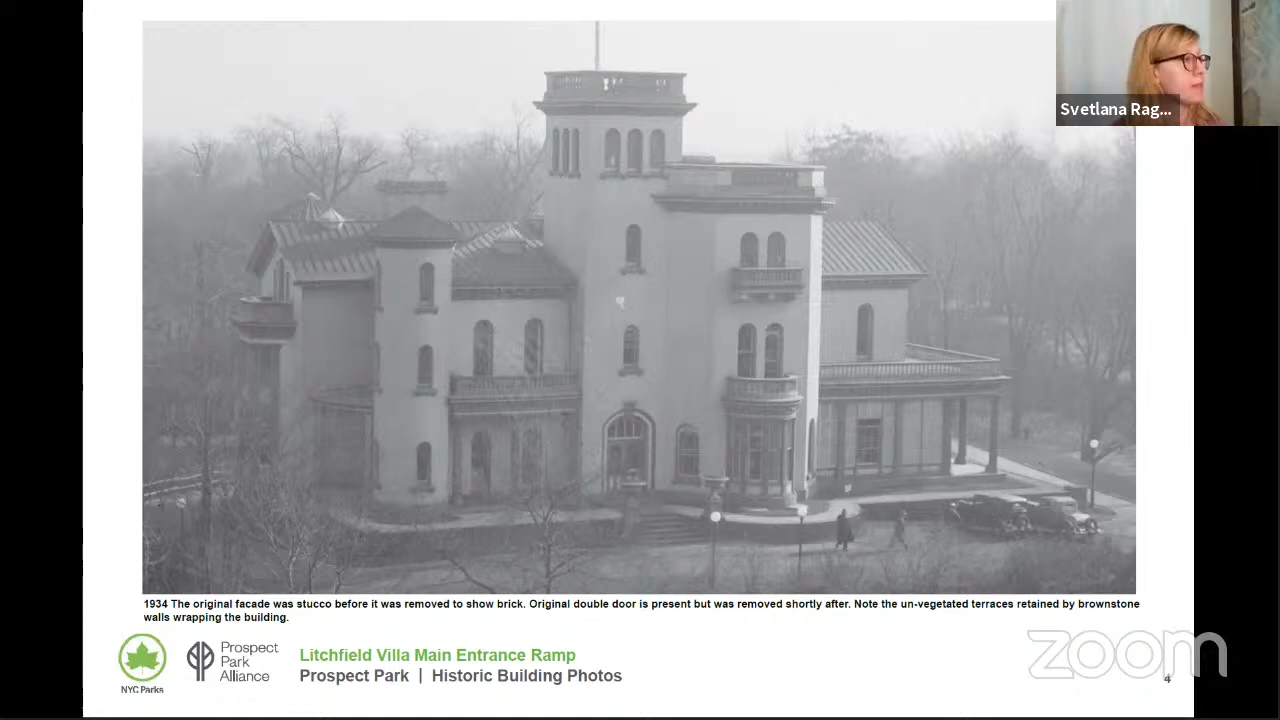 Svetlana Rag...
1934 The original facade was stucco before it was removed to show brick. Original double door is present but was removed shortly after. Note the un-vegetated terraces retained by brownstone
walls wrapping the building.
NYC Parks
Prospect
Park
Alliance
Litchfield Villa Main Entrance Ramp
Prospect Park | Historic Building Photos
zoom
4